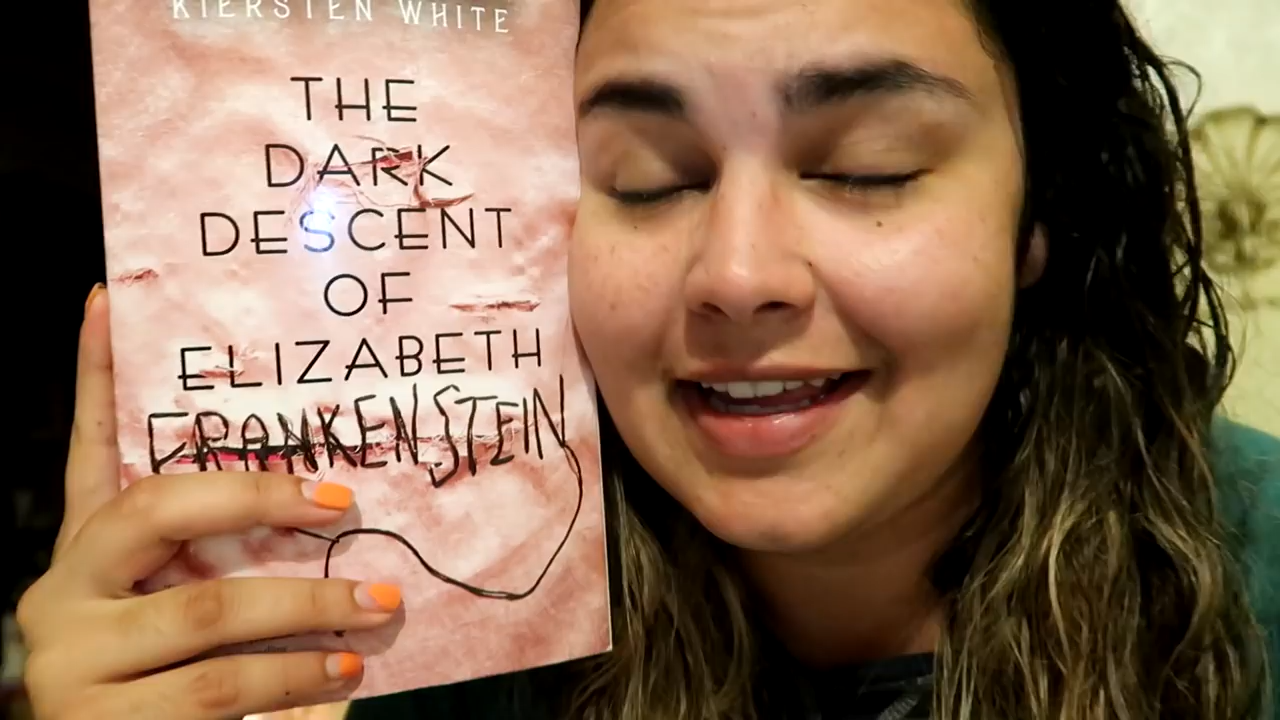 KIERSTEN WHITE
THE
DARK
DESCENT
OF
ELIZABETH
FRANKENSTEIN